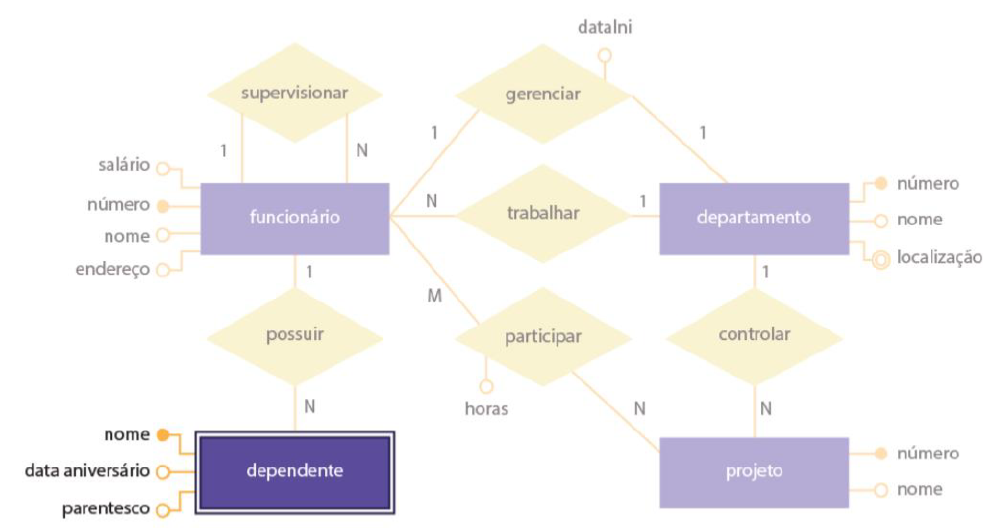 dataIni
supervisionar
gerenciar
1
1
1
N
salário
número
nome
endereço
funcionário
N
trabalhar
1
departamento
número
nome
localização
1
M
1
possuir
participar
controlar
horas
N
N
N
nome
data aniversário
parentesco
dependente
projeto
número
nome